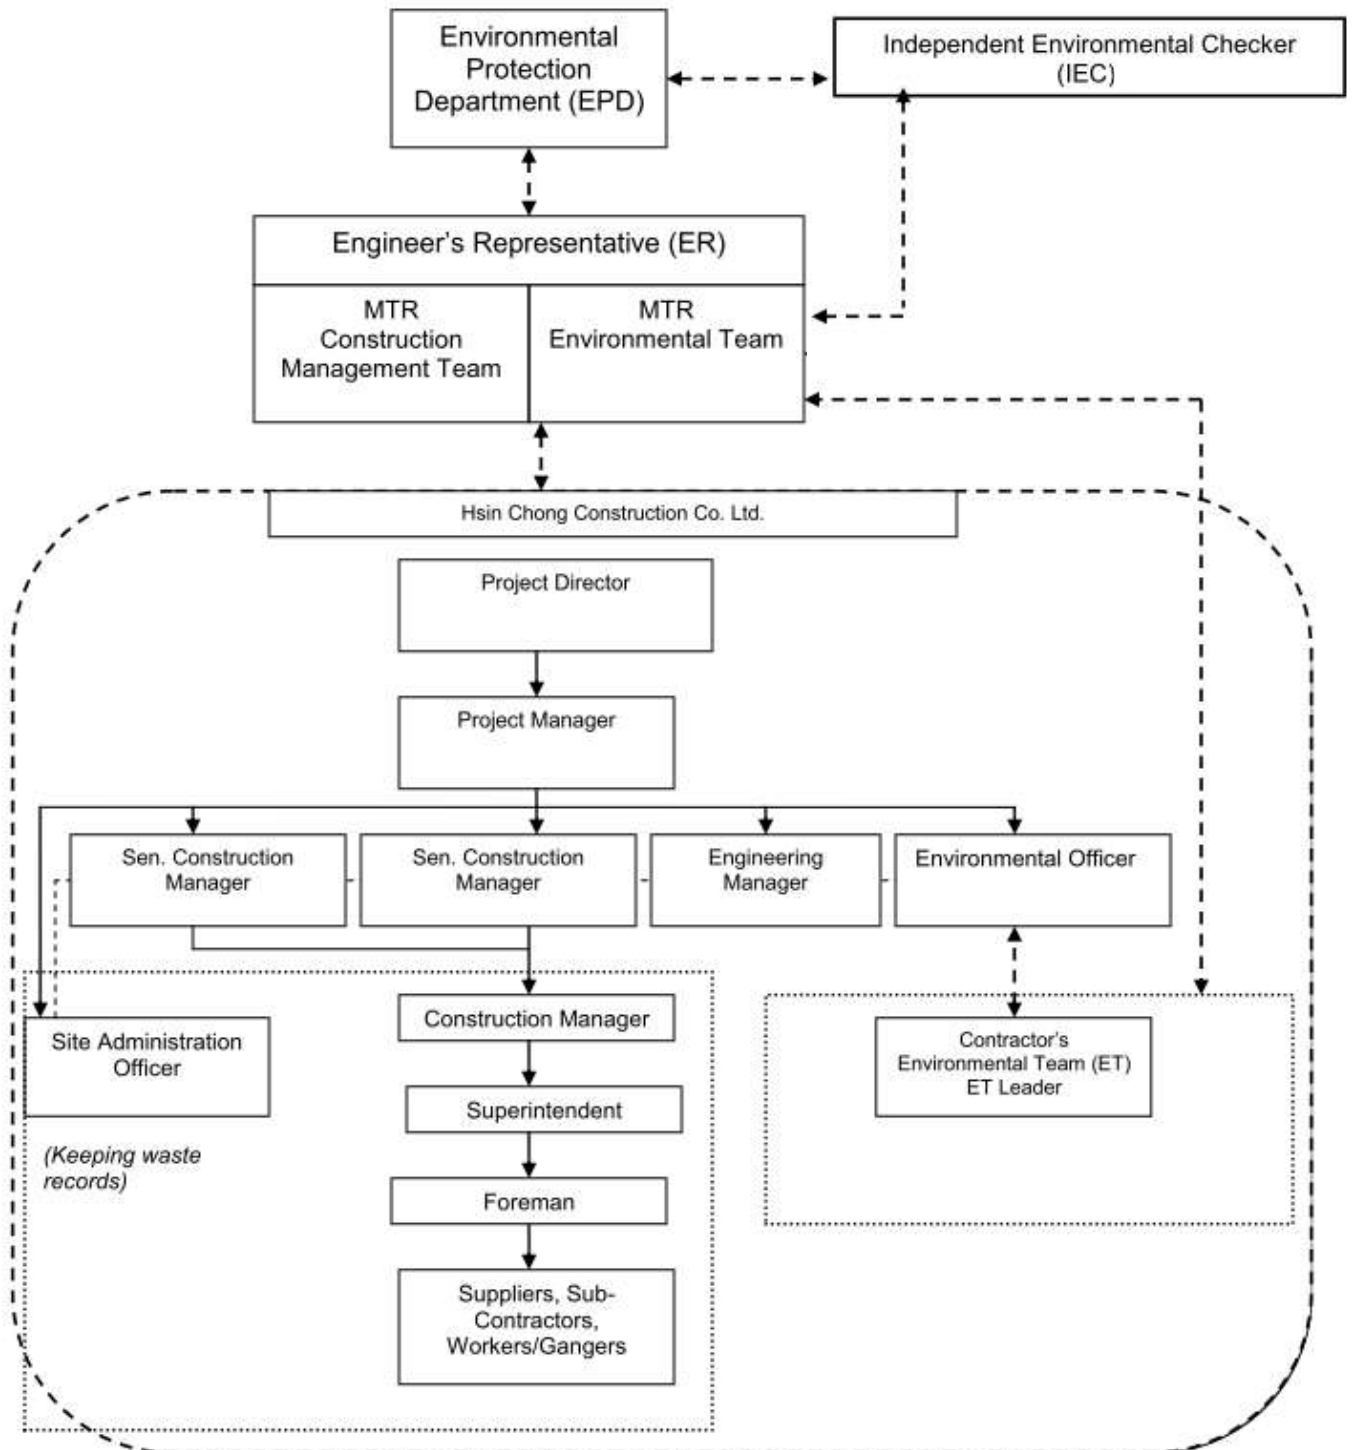 Environmental
Protection
Department (EPD)
Independent Environmental Checker
(IEC)
Engineer's Representative (ER)
MTR
Construction
Management Team
MTR
Environmental Team
Hsin Chong Construction Co. Ltd.
Project Director
Project Manager
Sen. Construction
Manager
Sen. Construction
Manager
Engineering
Manager
Environmental Officer
Site Administration
Officer
(Keeping waste
records)
Construction Manager
Superintendent
Foreman
Suppliers, Sub-
Contractors,
Workers/Gangers
Contractor's
Environmental Team (ET)
ET Leader